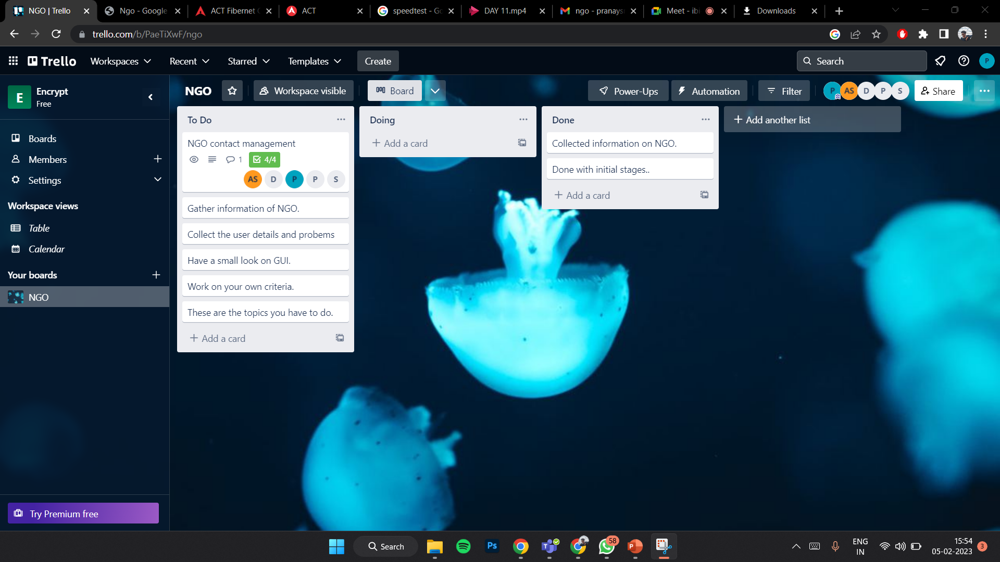 NGO | Trello
Ngo - Google
ACT Fibernet
ACT
speedtest - Go
DAY 11.mp4
ngo - pranays
Meet - ibi
Downloads
trello.com/b/PaeTiXwF/ngo
Trello
Workspaces
Recent
Starred
Templates
Create
Search
P
E
Encrypt
Free
NGO
Workspace visible
Board
Power-Ups
Automation
Filter
P AS D P S
Share
Boards
Members
Settings
Workspace views
Table
Calendar
Your boards
NGO
Try Premium free
To Do
NGO contact management
1
4/4
AS D P P S
Gather information of NGO.
Collect the user details and probems
Have a small look on GUI.
Work on your own criteria.
These are the topics you have to do.
Add a card
Doing
Add a card
Done
Collected information on NGO.
Done with initial stages..
Add a card
Add another list
Search
Ps
T
58
P
ENG
IN
15:54
05-02-2023
3